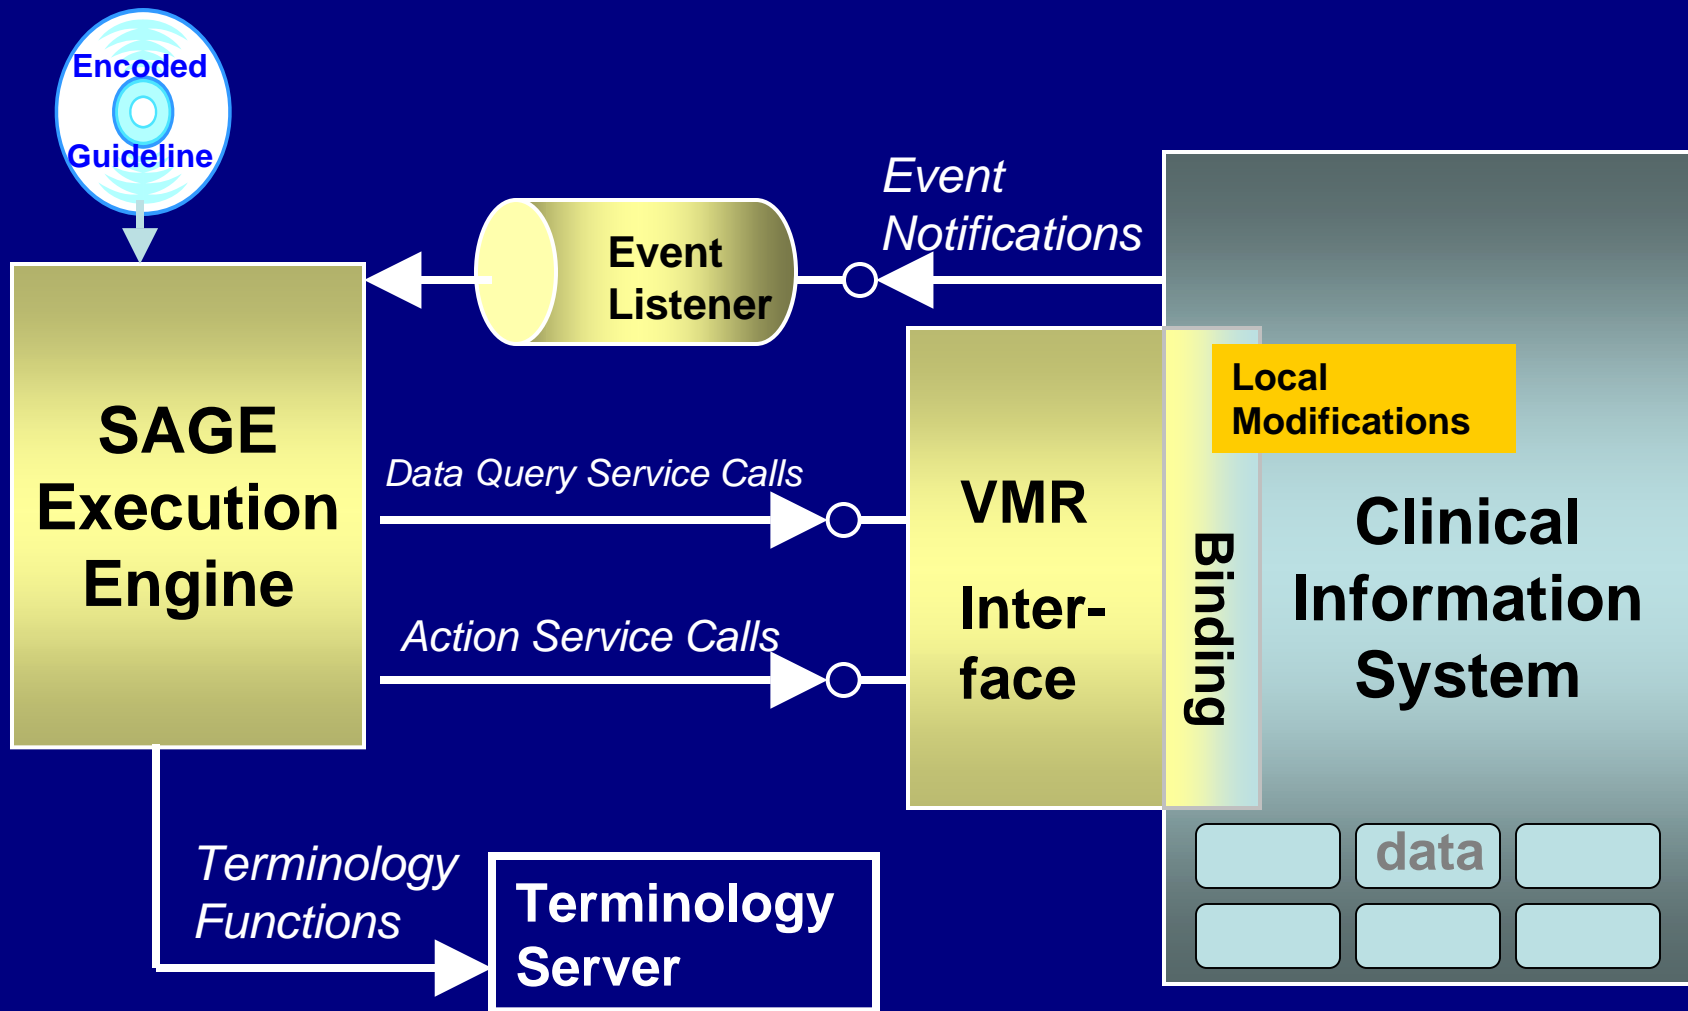 Encoded
Guideline
Event
Notifications
Event
Listener
Local
Modifications
SAGE
Execution
Engine
Data Query Service Calls
Action Service Calls
VMR
Inter-
face
Binding
Clinical
Information
System
data
Terminology
Functions
Terminology
Server